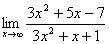 lim x→∞ (3x² + 5x - 7)/(3x² + x + 1)